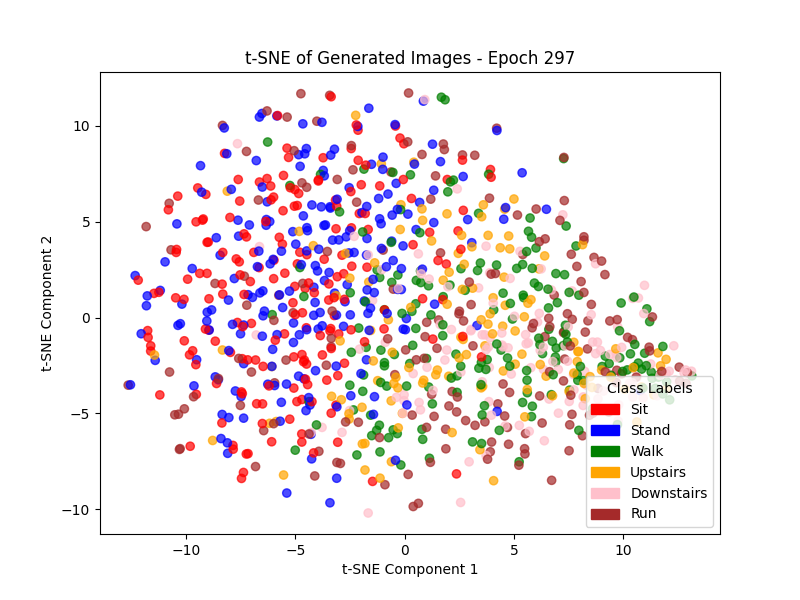 t-SNE of Generated Images - Epoch 297
t-SNE Component 2
10
5
0
−5
−10
Class Labels
Sit
Stand
Walk
Upstairs
Downstairs
Run
−10
−5
0
5
10
t-SNE Component 1